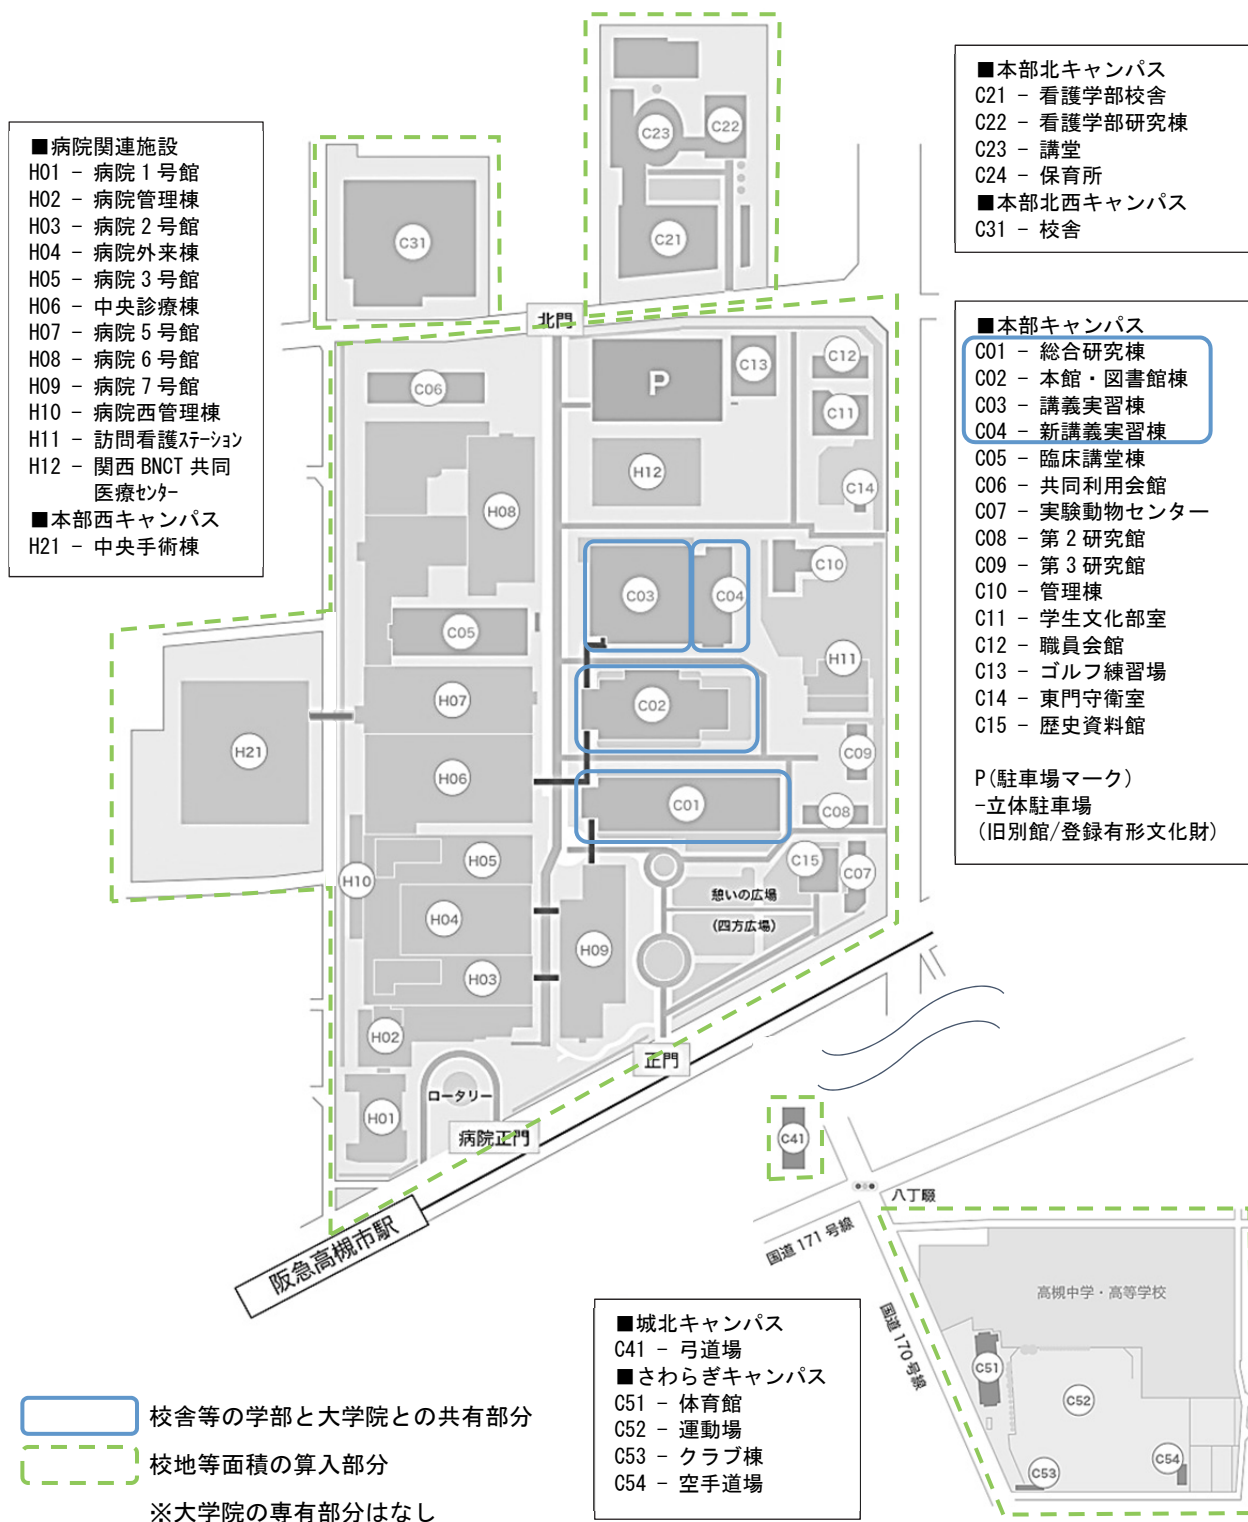 ■病院関連施設
H01 - 病院１号館
H02 - 病院管理棟
H03 - 病院２号館
H04 - 病院外来棟
H05 - 病院３号館
H06 - 中央診療棟
H07 - 病院５号館
H08 - 病院６号館
H09 - 病院７号館
H10 - 病院西管理棟
H11 - 訪問看護ｽﾃｰｼｮﾝ
H12 - 関西 BNCT 共同
医療ｾﾝﾀｰ
■本部西キャンパス
H21 - 中央手術棟
■本部北キャンパス
C21 - 看護学部校舎
C22 - 看護学部研究棟
C23 - 講堂
C24 - 保育所
■本部北西キャンパス
C31 - 校舎
■本部キャンパス
C01 - 総合研究棟
C02 - 本館・図書館棟
C03 - 講義実習棟
C04 - 新講義実習棟
C05 - 臨床講堂棟
C06 - 共同利用会館
C07 - 実験動物センター
C08 - 第２研究館
C09 - 第３研究館
C10 - 管理棟
C11 - 学生文化部室
C12 - 職員会館
C13 - ゴルフ練習場
C14 - 東門守衛室
C15 - 歴史資料館
P(駐車場マーク)
-立体駐車場
(旧別館/登録有形文化財)
C23
C22
C21
C31
北門
C06
P
C13
C12
C11
H12
C14
H08
C03
C04
C10
C05
H11
H07
C02
H21
H06
C09
C01
C08
H05
C15
C07
H10
憩いの広場
(四方広場)
H04
H09
H03
H02
正門
ロータリー
H01
病院正門
阪急高槻市駅
C41
八丁畷
国道 171 号線
国道 170 号線
高槻中学・高等学校
C51
C52
C53
C54
■城北キャンパス
C41 - 弓道場
■さわらぎキャンパス
C51 - 体育館
C52 - 運動場
C53 - クラブ棟
C54 - 空手道場
校舎等の学部と大学院との共有部分
校地等面積の算入部分
※大学院の専有部分はなし